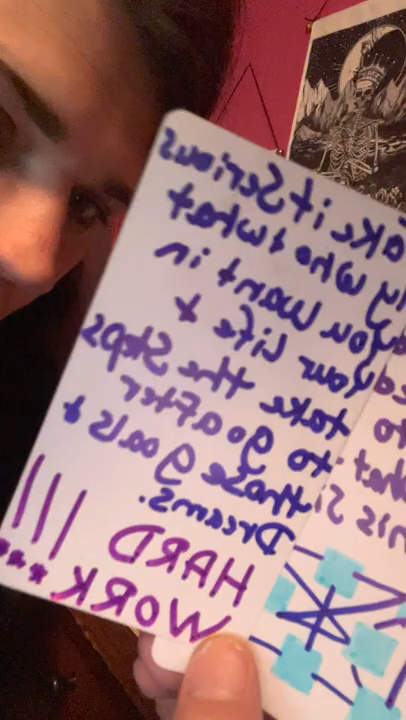 ake it Serious
ly who + what
you want in
your life +
take the steps
to go after
those goals +
Dreams.
HARD
WORK!!!
to